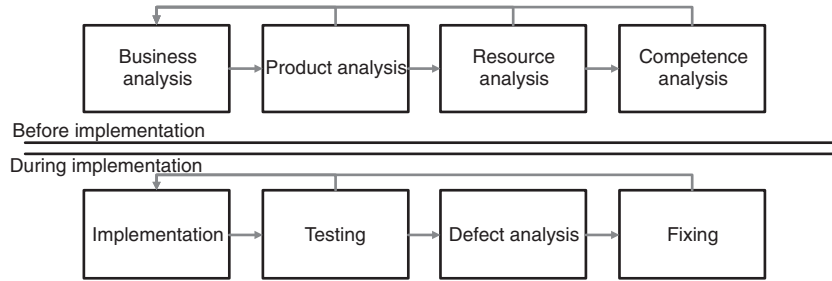 Business
analysis
Product analysis
Resource
analysis
Competence
analysis
Before implementation
During implementation
Implementation
Testing
Defect analysis
Fixing